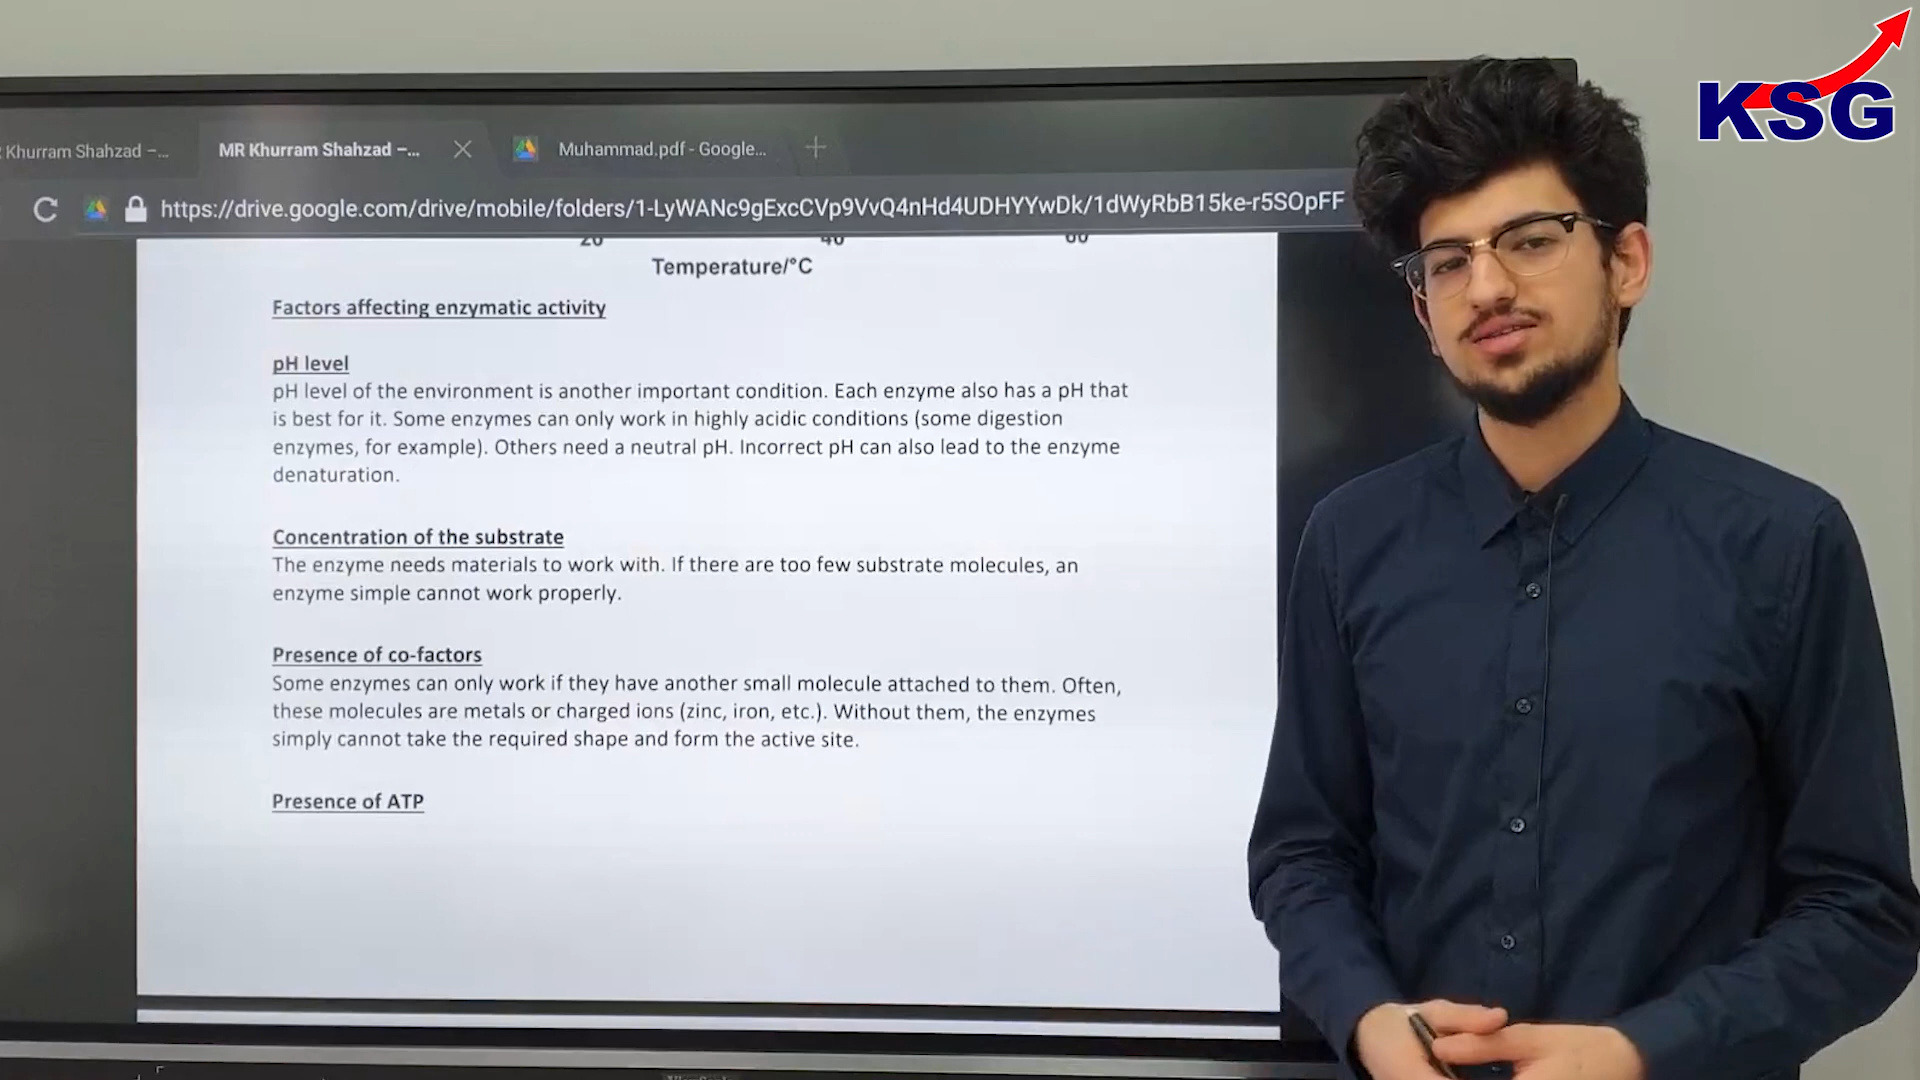 KSG
Khurram Shahzad –...
MR Khurram Shahzad –...
Muhammad.pdf - Google...
https://drive.google.com/drive/mobile/folders/1-LyWANc9gExcCVp9VvQ4nHd4UDHYYwDk/1dWyRbB15ke-r5SOpFF
20 40 60
Temperature/°C
Factors affecting enzymatic activity
pH level
pH level of the environment is another important condition. Each enzyme also has a pH that
is best for it. Some enzymes can only work in highly acidic conditions (some digestion
enzymes, for example). Others need a neutral pH. Incorrect pH can also lead to the enzyme
denaturation.
Concentration of the substrate
The enzyme needs materials to work with. If there are too few substrate molecules, an
enzyme simple cannot work properly.
Presence of co-factors
Some enzymes can only work if they have another small molecule attached to them. Often,
these molecules are metals or charged ions (zinc, iron, etc.). Without them, the enzymes
simply cannot take the required shape and form the active site.
Presence of ATP